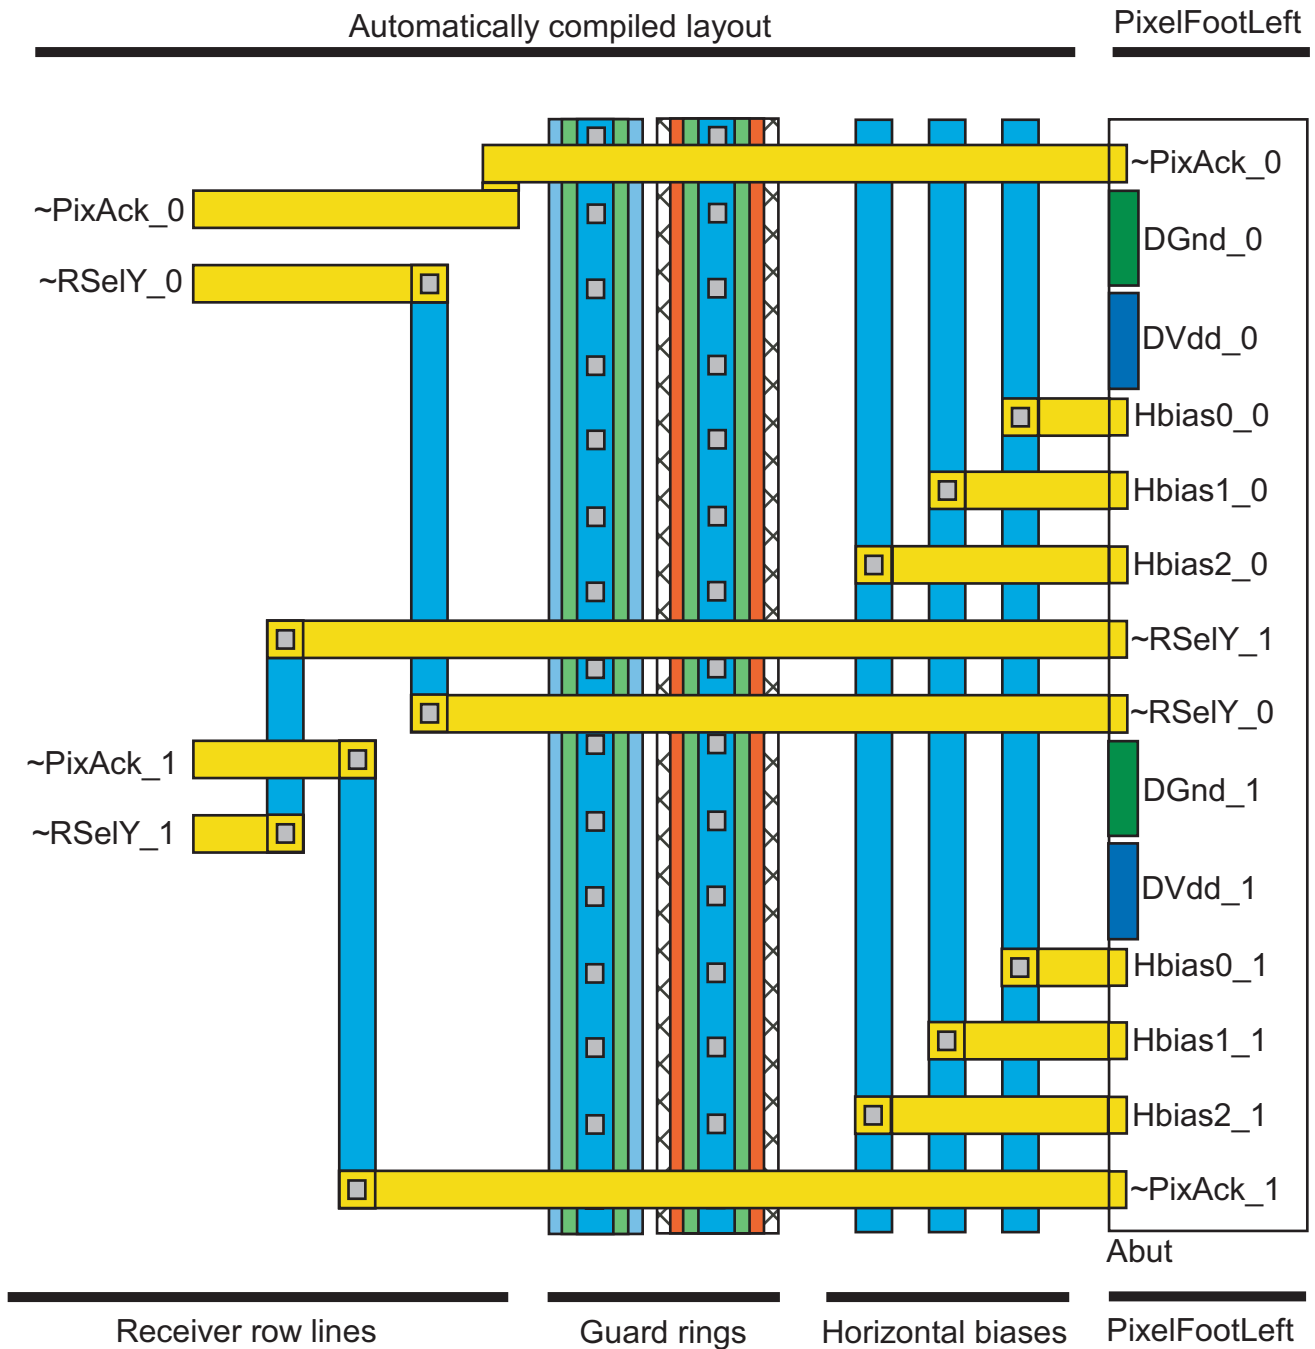 Automatically compiled layout
PixelFootLeft
~PixAck_0
~PixAck_0
~RSelY_0
DGnd_0
DVdd_0
Hbias0_0
Hbias1_0
Hbias2_0
~RSelY_1
~RSelY_0
~PixAck_1
~RSelY_1
DGnd_1
DVdd_1
Hbias0_1
Hbias1_1
Hbias2_1
~PixAck_1
Abut
Receiver row lines
Guard rings
Horizontal biases
PixelFootLeft